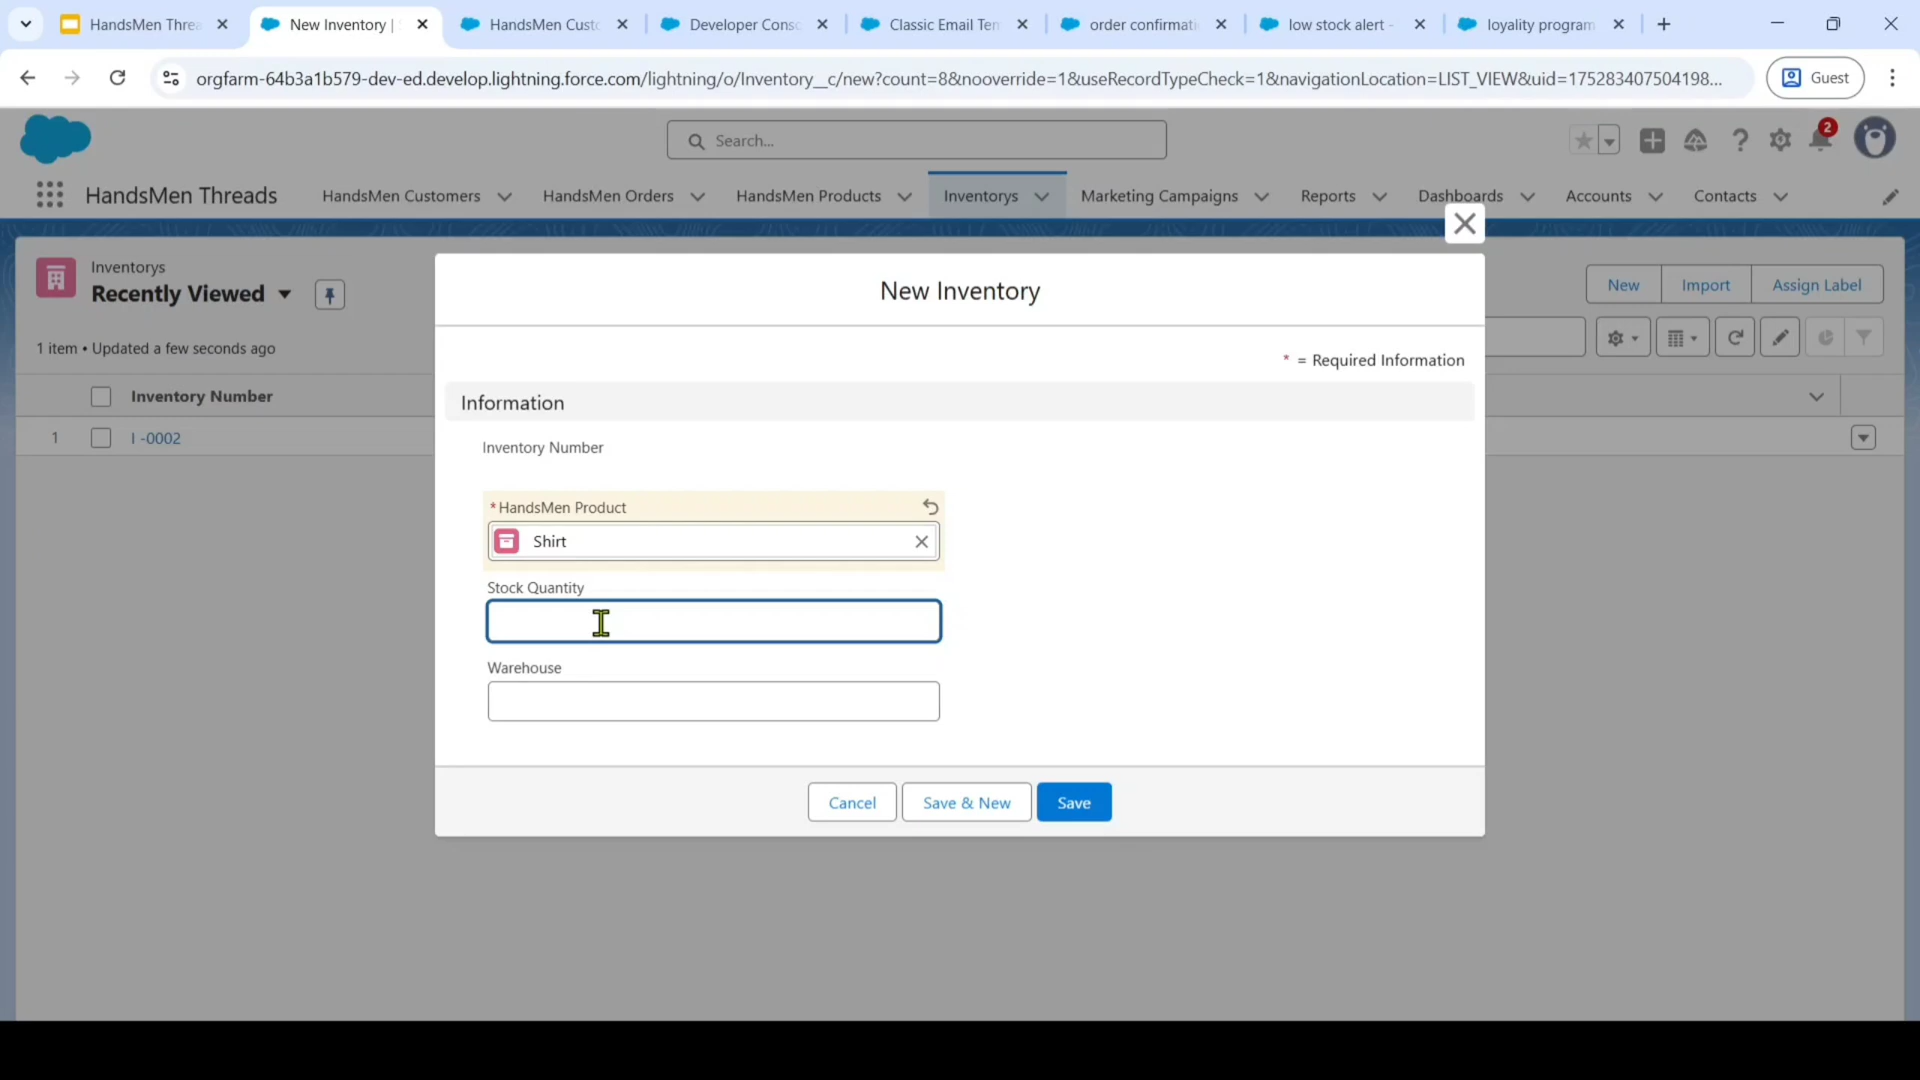 HandsMen Threa
New Inventory |
HandsMen Custo
Developer Conso
Classic Email Tem
order confirmati
low stock alert -
loyality program
orgfarm-64b3a1b579-dev-ed.develop.lightning.force.com/lightning/o/Inventory__c/new?count=8&nooverride=1&useRecordTypeCheck=1&navigationLocation=LIST_VIEW&uid=175283407504198...
Guest
Search...
2
HandsMen Threads
HandsMen Customers
HandsMen Orders
HandsMen Products
Inventorys
Marketing Campaigns
Reports
Dashboards
Accounts
Contacts
Inventorys
Recently Viewed
New
Import
Assign Label
1 item • Updated a few seconds ago
Inventory Number
1
I -0002
New Inventory
* = Required Information
Information
Inventory Number
*HandsMen Product
Shirt
Stock Quantity
Warehouse
Cancel
Save & New
Save